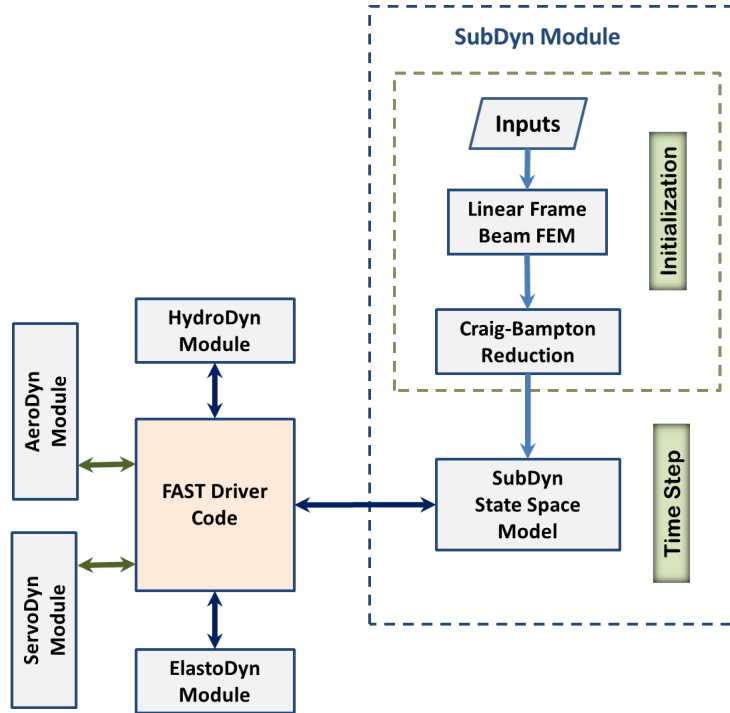 SubDyn Module
Inputs
Linear Frame
Beam FEM
Initialization
Craig-Bampton
Reduction
HydroDyn
Module
AeroDyn
Module
FAST Driver
Code
SubDyn
State Space
Model
Time Step
ServoDyn
Module
ElastoDyn
Module